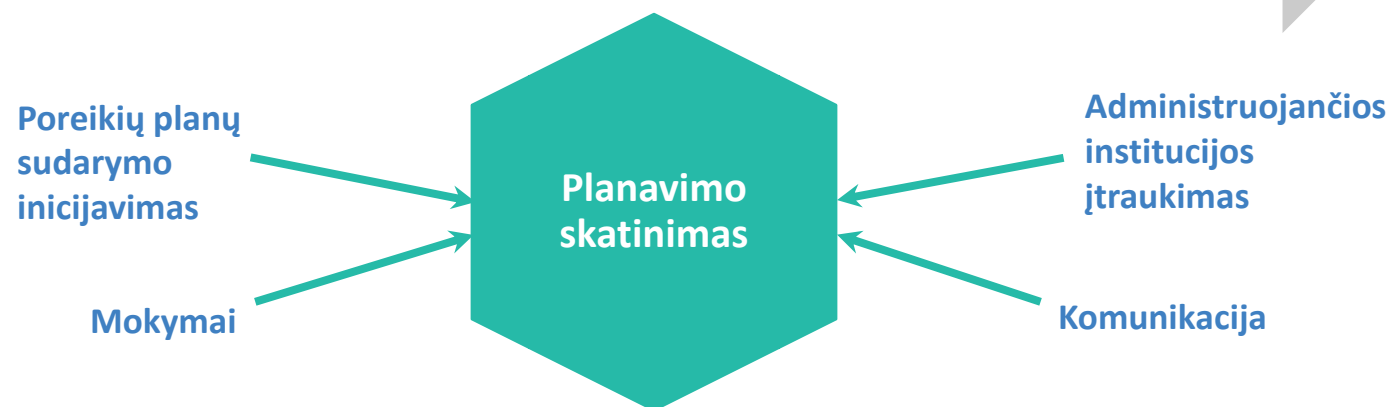 Poreikių planų
sudarymo
inicijavimas
Mokymai
Planavimo
skatinimas
Administruojančios
institucijos
įtraukimas
Komunikacija